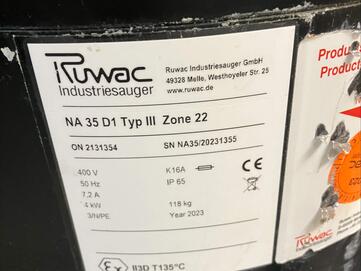 Ruwac
Industriesauger
Ruwac Industriesauger GmbH
49328 Melle, Westhoyeler Str. 25
www.ruwac.de
NA 35 D1 Typ III Zone 22
ON 2131354
SN NA35/20231355
400 V
K16A
50 Hz
IP 65
7,2 A
4 kW
118 kg
3/N/PE
Year 2023
CE
Ex II3D T135°C
Produ
Product
Ruwac